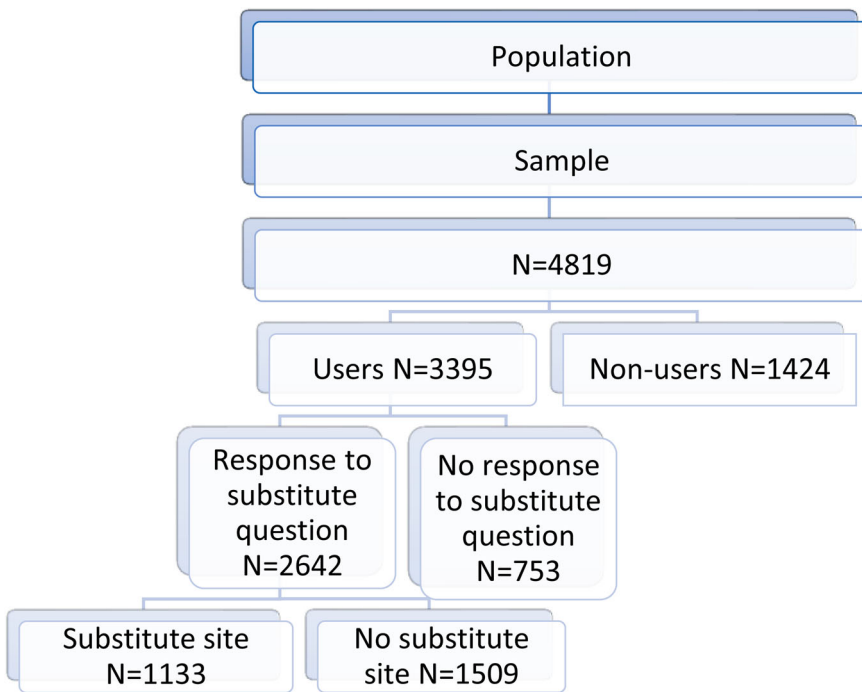 Population
Sample
N=4819
Users N=3395
Non-users N=1424
Response to
substitute
question
N=2642
No response
to substitute
question
N=753
Substitute site
N=1133
No substitute
site N=1509